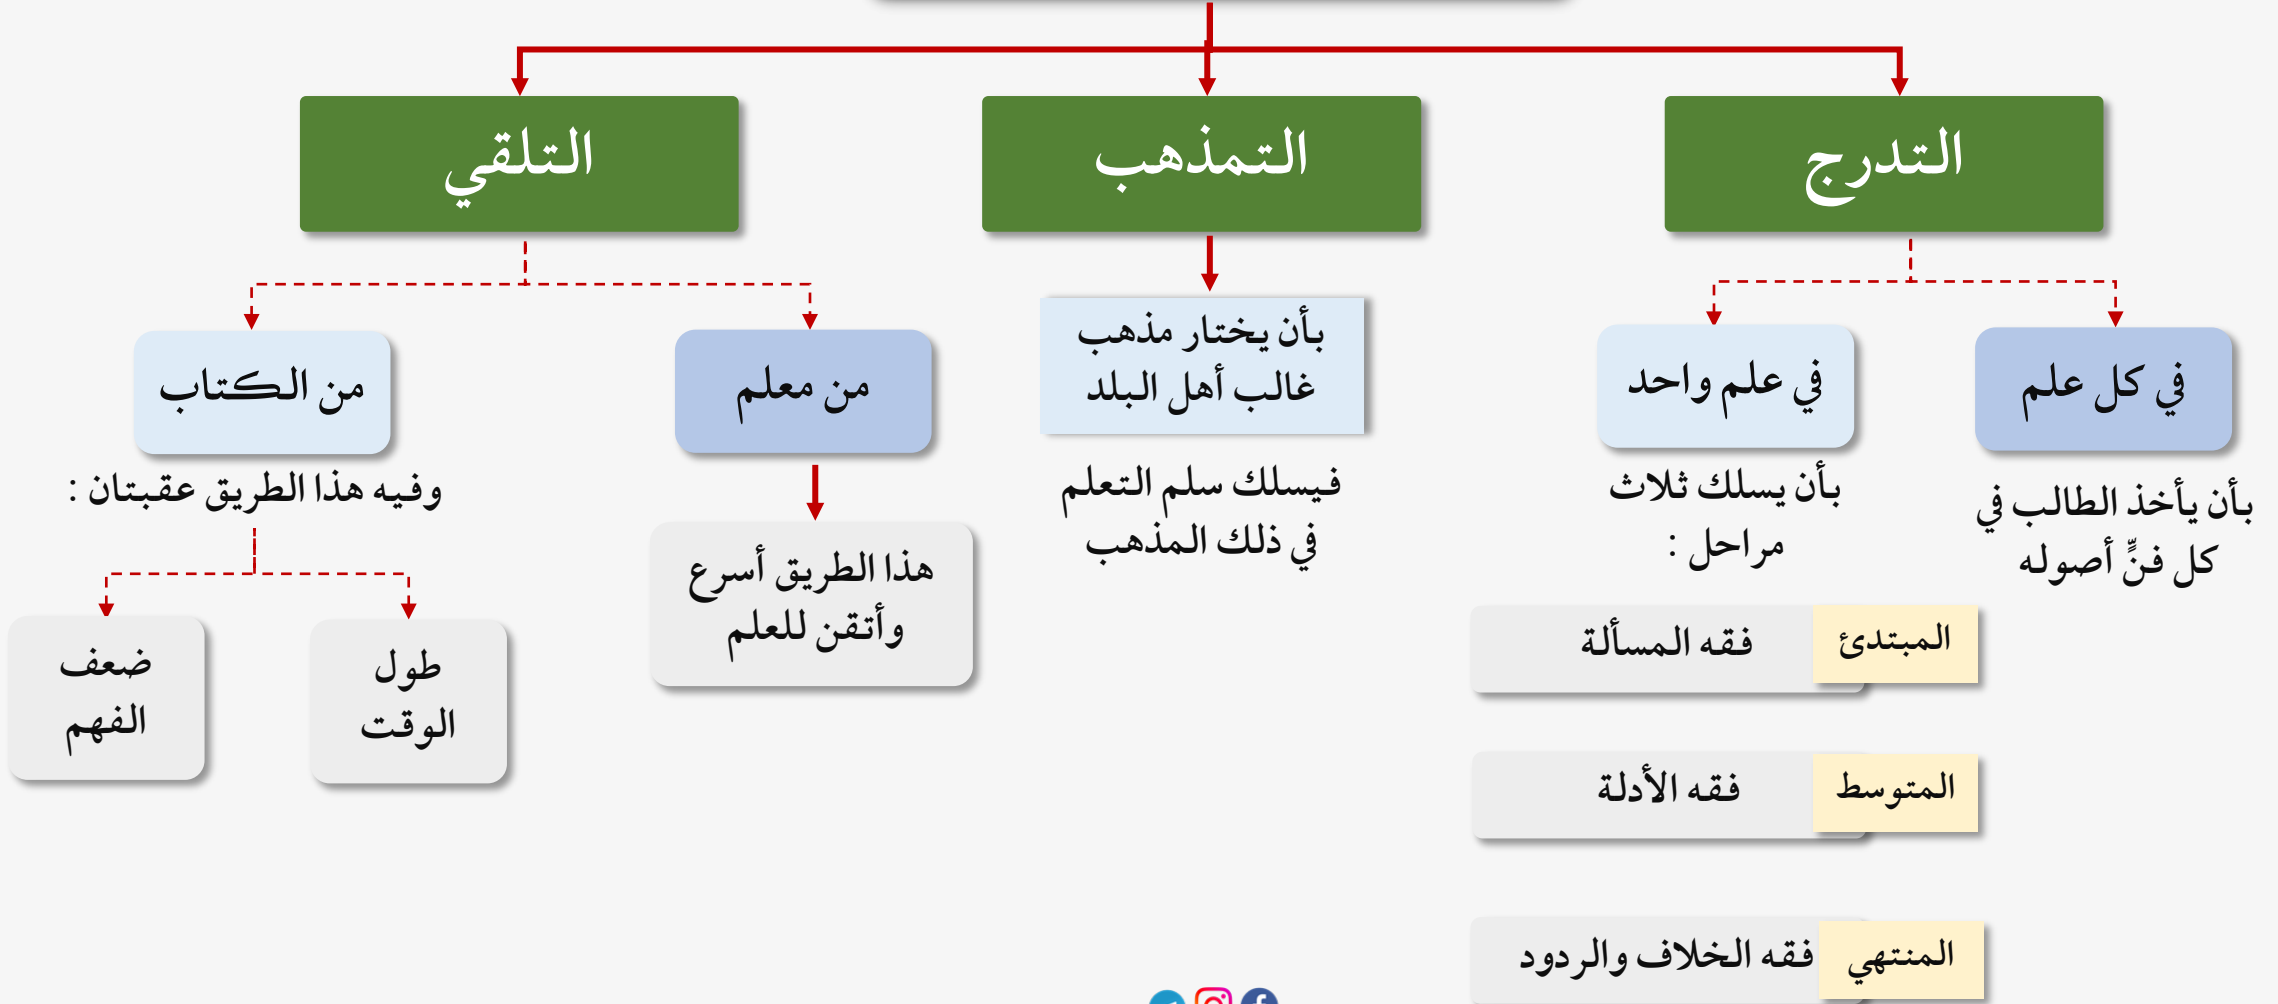 التدرج
التمذهب
التلقي
في كل علم
بأن يأخذ الطالب في
كل فنٍّ أصوله
في علم واحد
بأن يسلك ثلاث
مراحل :
المبتدئ
فقه المسألة
المتوسط
فقه الأدلة
المنتهي
فقه الخلاف والردود
بأن يختار مذهب
غالب أهل البلد
فيسلك سلم التعلم
في ذلك المذهب
من معلم
هذا الطريق أسرع
وأتقن للعلم
من الكتاب
وفيه هذا الطريق عقبتان :
طول
الوقت
ضعف
الفهم